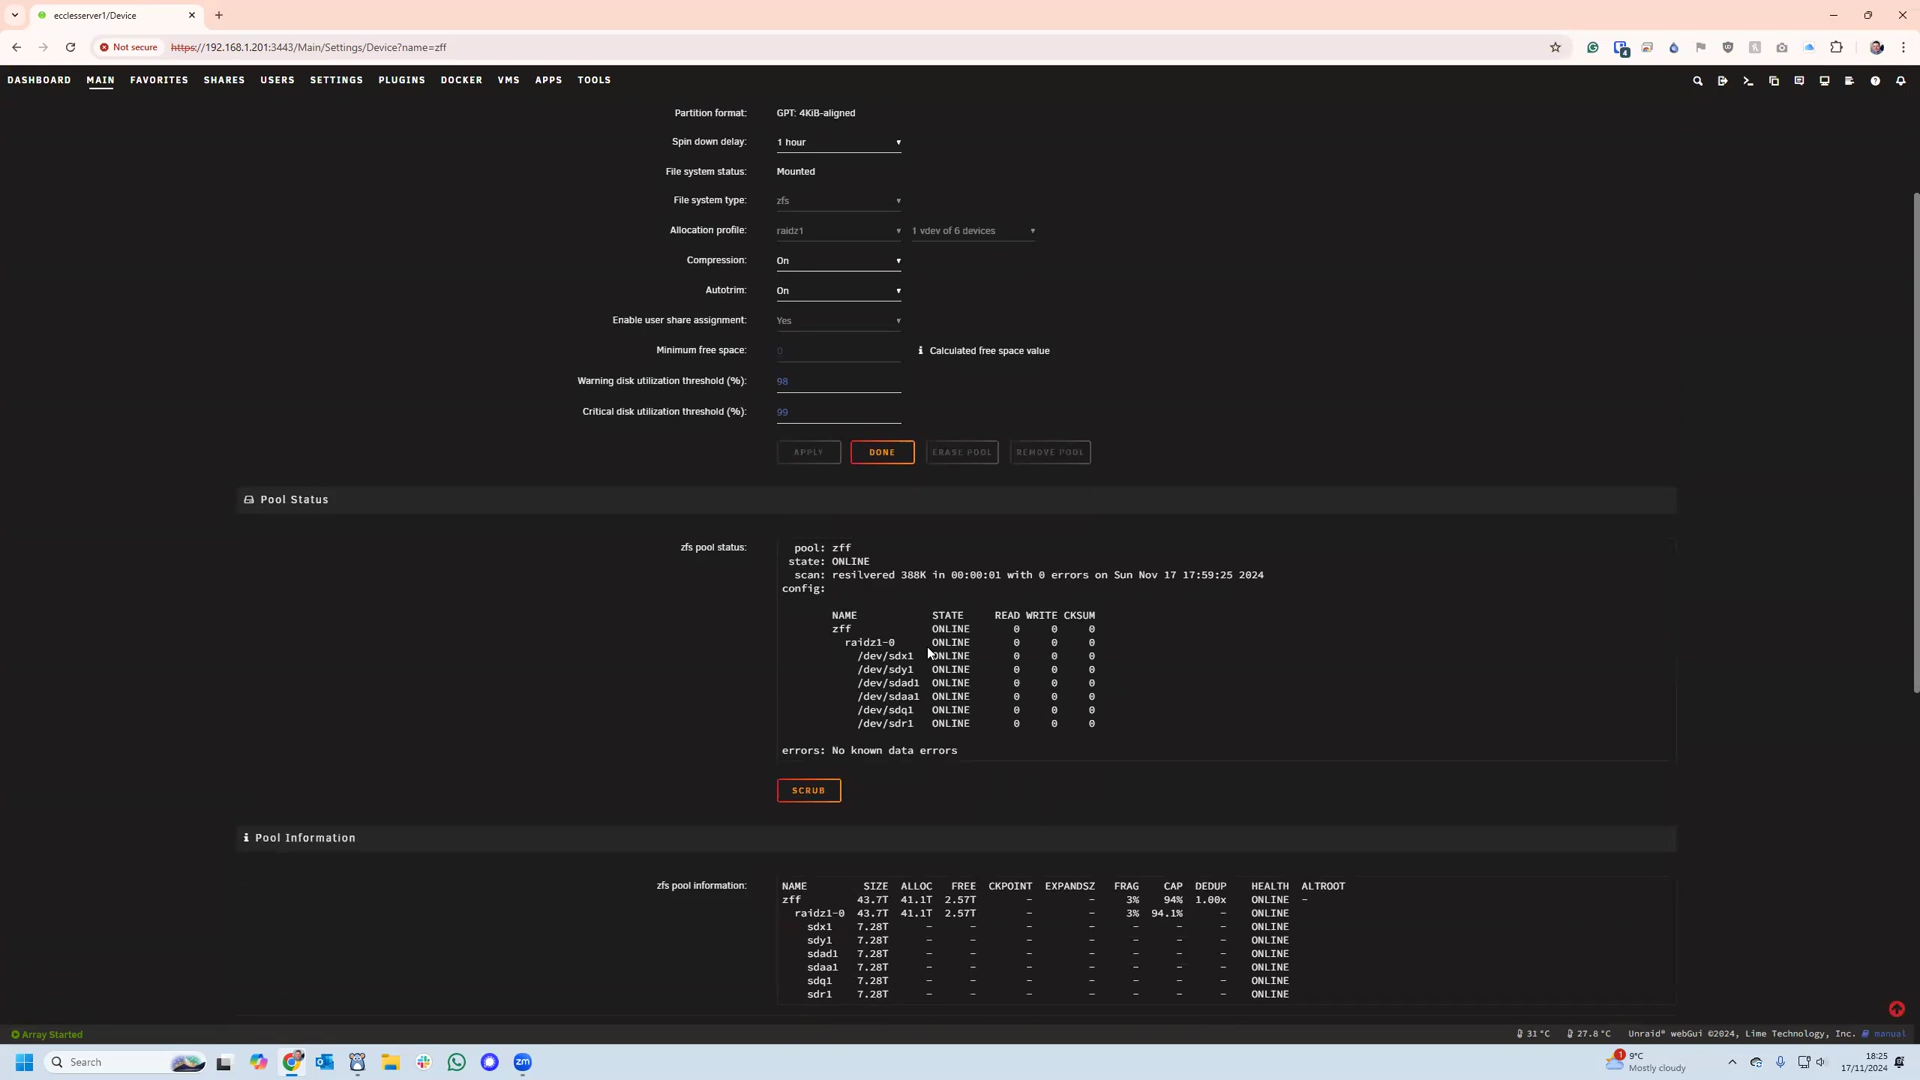 ecclesserver1/Device
Not secure https://192.168.1.201:3443/Main/Settings/Device?name=zff
DASHBOARD MAIN FAVORITES SHARES USERS SETTINGS PLUGINS DOCKER VMS APPS TOOLS
Partition format: GPT: 4KiB-aligned
Spin down delay: 1 hour
File system status: Mounted
File system type: zfs
Allocation profile: raidz1 1 vdev of 6 devices
Compression: On
Autotrim: On
Enable user share assignment: Yes
Minimum free space: 0 Calculated free space value
Warning disk utilization threshold (%): 98
Critical disk utilization threshold (%): 99
APPLY DONE ERASE POOL REMOVE POOL
Pool Status
zfs pool status: pool: zff
state: ONLINE
scan: resilvered 388K in 00:00:01 with 0 errors on Sun Nov 17 17:59:25 2024
config:
NAME STATE READ WRITE CKSUM
zff ONLINE 0 0 0
raidz1-0 ONLINE 0 0 0
/dev/sdx1 ONLINE 0 0 0
/dev/sdy1 ONLINE 0 0 0
/dev/sdad1 ONLINE 0 0 0
/dev/sdaa1 ONLINE 0 0 0
/dev/sdq1 ONLINE 0 0 0
/dev/sdr1 ONLINE 0 0 0
errors: No known data errors
SCRUB
Pool Information
zfs pool information: NAME SIZE ALLOC FREE CKPOINT EXPANDSZ FRAG CAP DEDUP HEALTH ALTROOT
zff 43.7T 41.1T 2.57T - - 3% 94% 1.00x ONLINE -
raidz1-0 43.7T 41.1T 2.57T - - 3% 94.1% - ONLINE
sdx1 7.28T - - - - - - - ONLINE
sdy1 7.28T - - - - - - - ONLINE
sdad1 7.28T - - - - - - - ONLINE
sdaa1 7.28T - - - - - - - ONLINE
sdq1 7.28T - - - - - - - ONLINE
sdr1 7.28T - - - - - - - ONLINE
Array Started 31 °C 27.8 °C Unraid® webGui ©2024, Lime Technology, Inc. manual
Search zm 1 9°C Mostly cloudy 18:25
17/11/2024